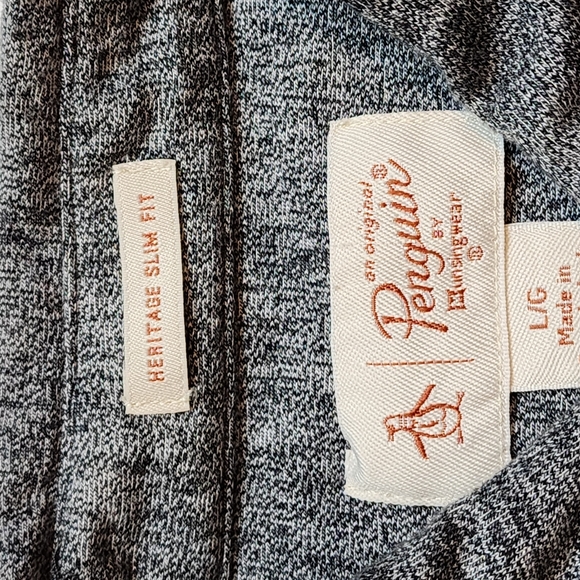 HERITAGE SLIM FIT
an original®
Penguin
BY
Munsingwear®
L/G
Made in